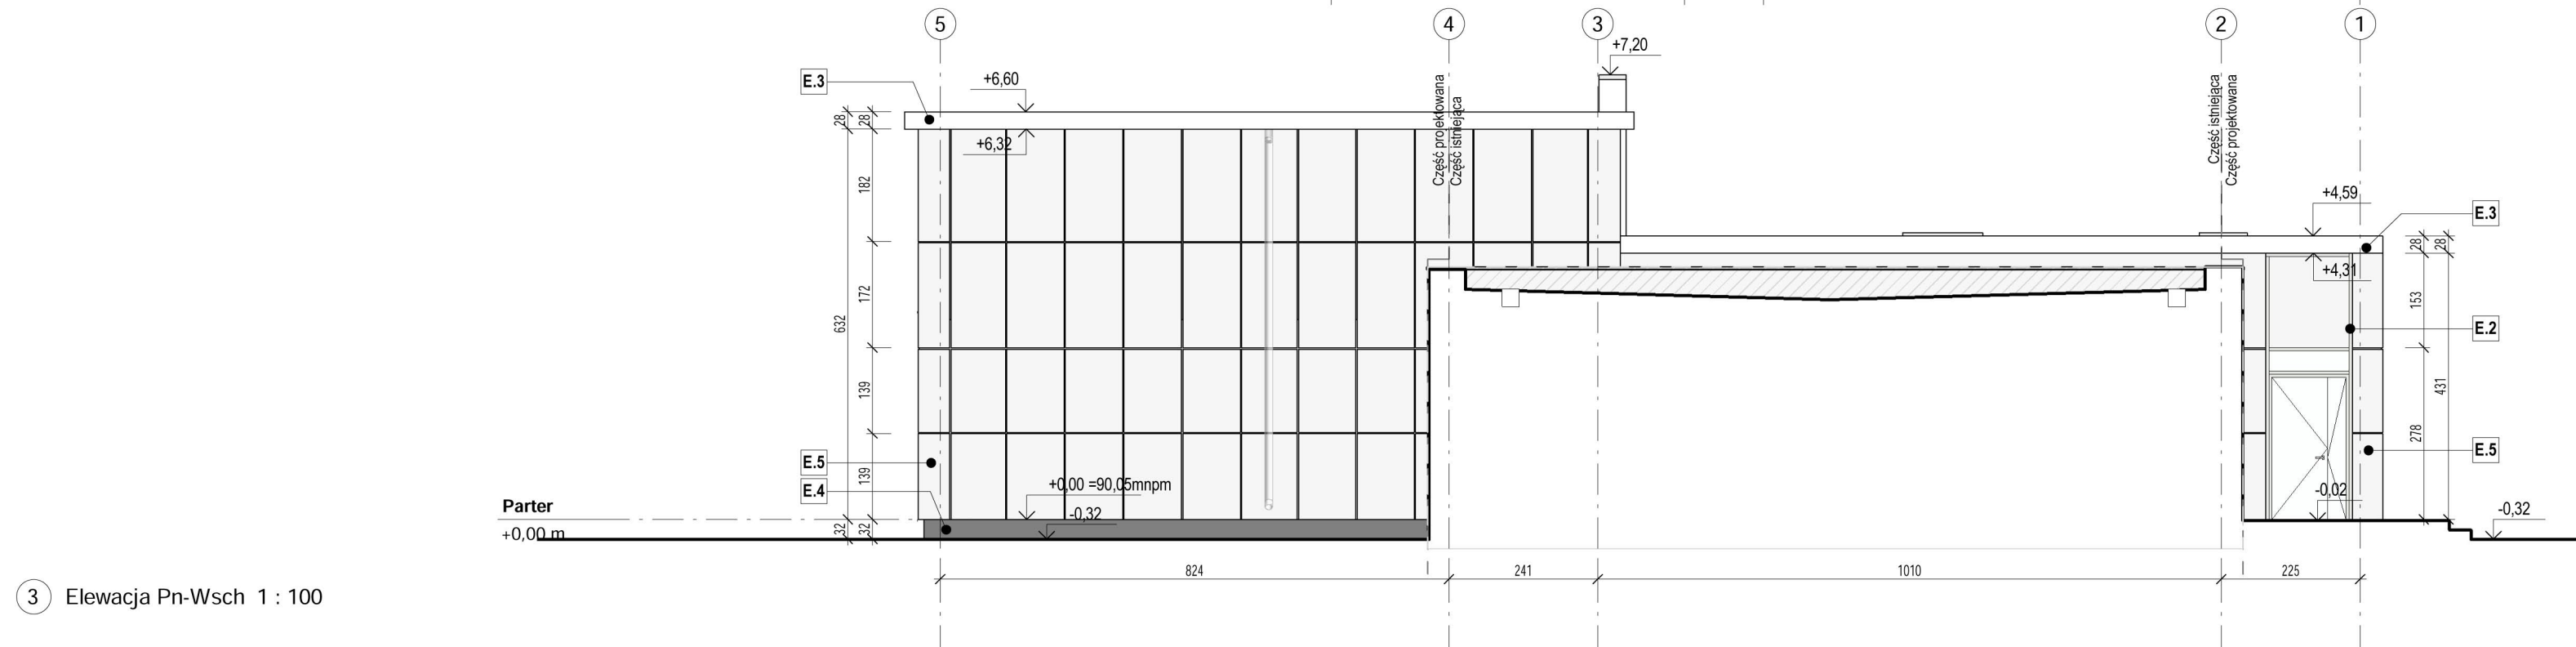 5
4
3
2
1
+7,20
E.3
+6,60
28
28
+6,32
Część projektowana
Część istniejąca
Część istniejąca
Część projektowana
182
+4,59
E.3
28
28
+4,31
172
632
153
E.2
139
431
278
E.5
E.5
139
E.4
+0,00 =90,05mnpm
-0,02
Parter
-0,32
-0,32
+0,00 m
32
32
824
241
1010
225
3 Elewacja Pn-Wsch 1 : 100